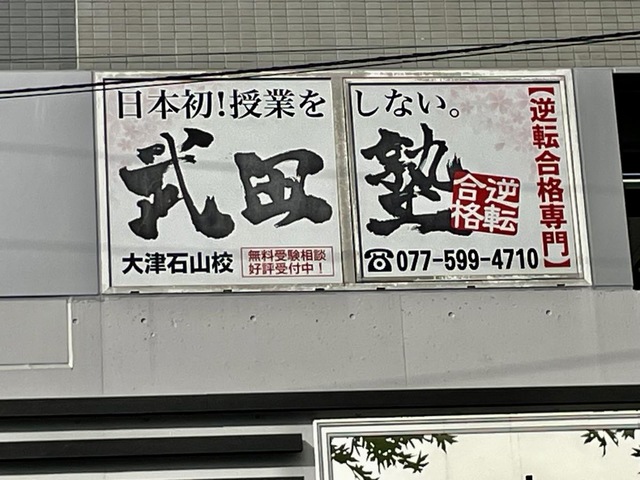 日本初!授業をしない。
武田塾
逆転
合格
【逆転合格専門】
大津石山校
無料受験相談
好評受付中!
☎077-599-4710